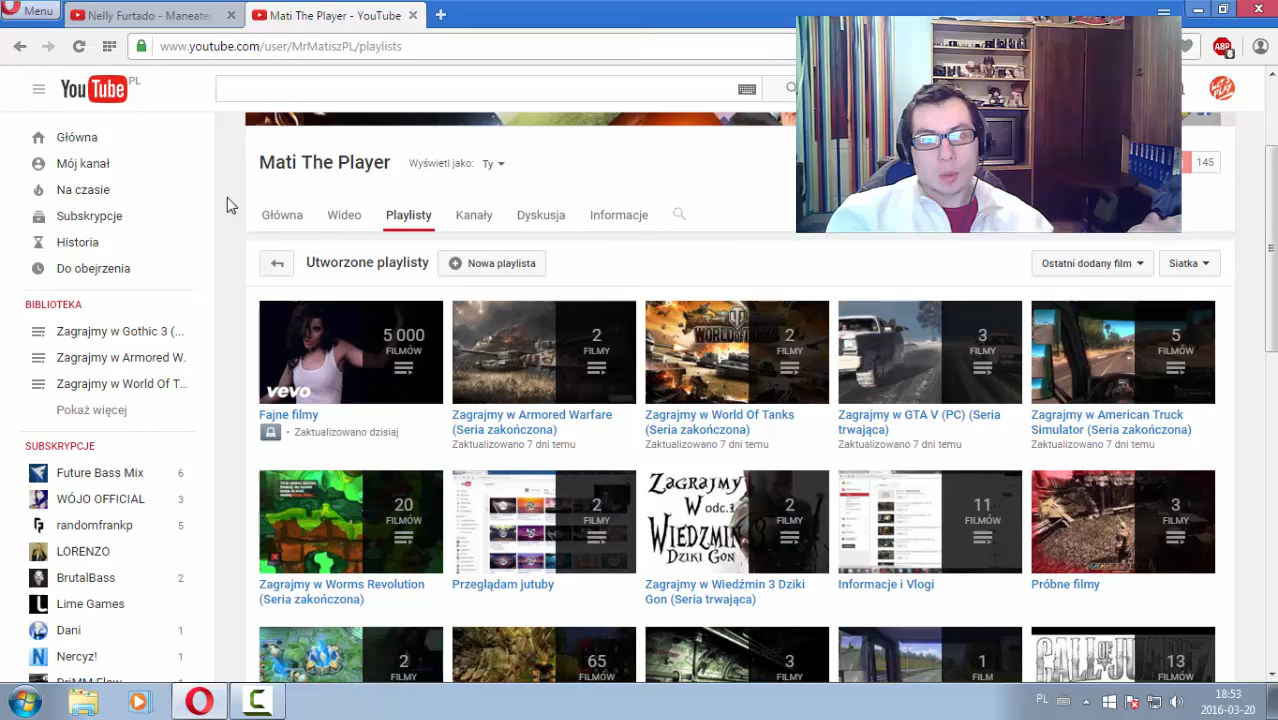 Menu
Nelly Furtado - Maneater
Mati The Player - YouTube
www.youtube.com/user/MrMatiszPL/playlists
ABP
YouTube PL
Główna
Mój kanał
Na czasie
Subskrypcje
Historia
Do obejrzenia
BIBLIOTEKA
Zagrajmy w Gothic 3 (...
Zagrajmy w Armored W.
Zagrajmy w World Of T...
Pokaż więcej
SUBSKRYPCJE
Future Bass Mix 6
WÓJO OFFICIAL
randomfrankp 5
LORENZO
BrutalBass 2
Lime Games
Dani 1
Nercyz! 1
Mati The Player
Wyświetl jako: Ty
145
Główna Wideo Playlisty Kanały Dyskusja Informacje
Utworzone playlisty
Nowa playlista
Ostatni dodany film
Siatka
5 000
FILMÓW
vevo
Fajne filmy
• Zaktualizowano dzisiaj
2
FILMY
Zagrajmy w Armored Warfare
(Seria zakończona)
Zaktualizowano 7 dni temu
WORLD OF TANKS
2
FILMY
Zagrajmy w World Of Tanks
(Seria zakończona)
Zaktualizowano 7 dni temu
3
FILMY
Zagrajmy w GTA V (PC) (Seria
trwająca)
Zaktualizowano 7 dni temu
5
FILMÓW
Zagrajmy w American Truck
Simulator (Seria zakończona)
Zaktualizowano 7 dni temu
20
FILMÓW
Zagrajmy w Worms Revolution
(Seria zakończona)
2
FILMY
Przeglądam jutuby
ZAGRAJMY
W ODC.1
WIEDŹMIN
DZIKI GON
2
FILMY
Zagrajmy w Wiedźmin 3 Dziki
Gon (Seria trwająca)
11
FILMÓW
Informacje i Vlogi
3
FILMY
Próbne filmy
2
FILMY
65
FILMÓW
3
FILMY
1
FILM
CALL OF JUAREZ
13
FILMÓW
PL
18:53
2016-03-20